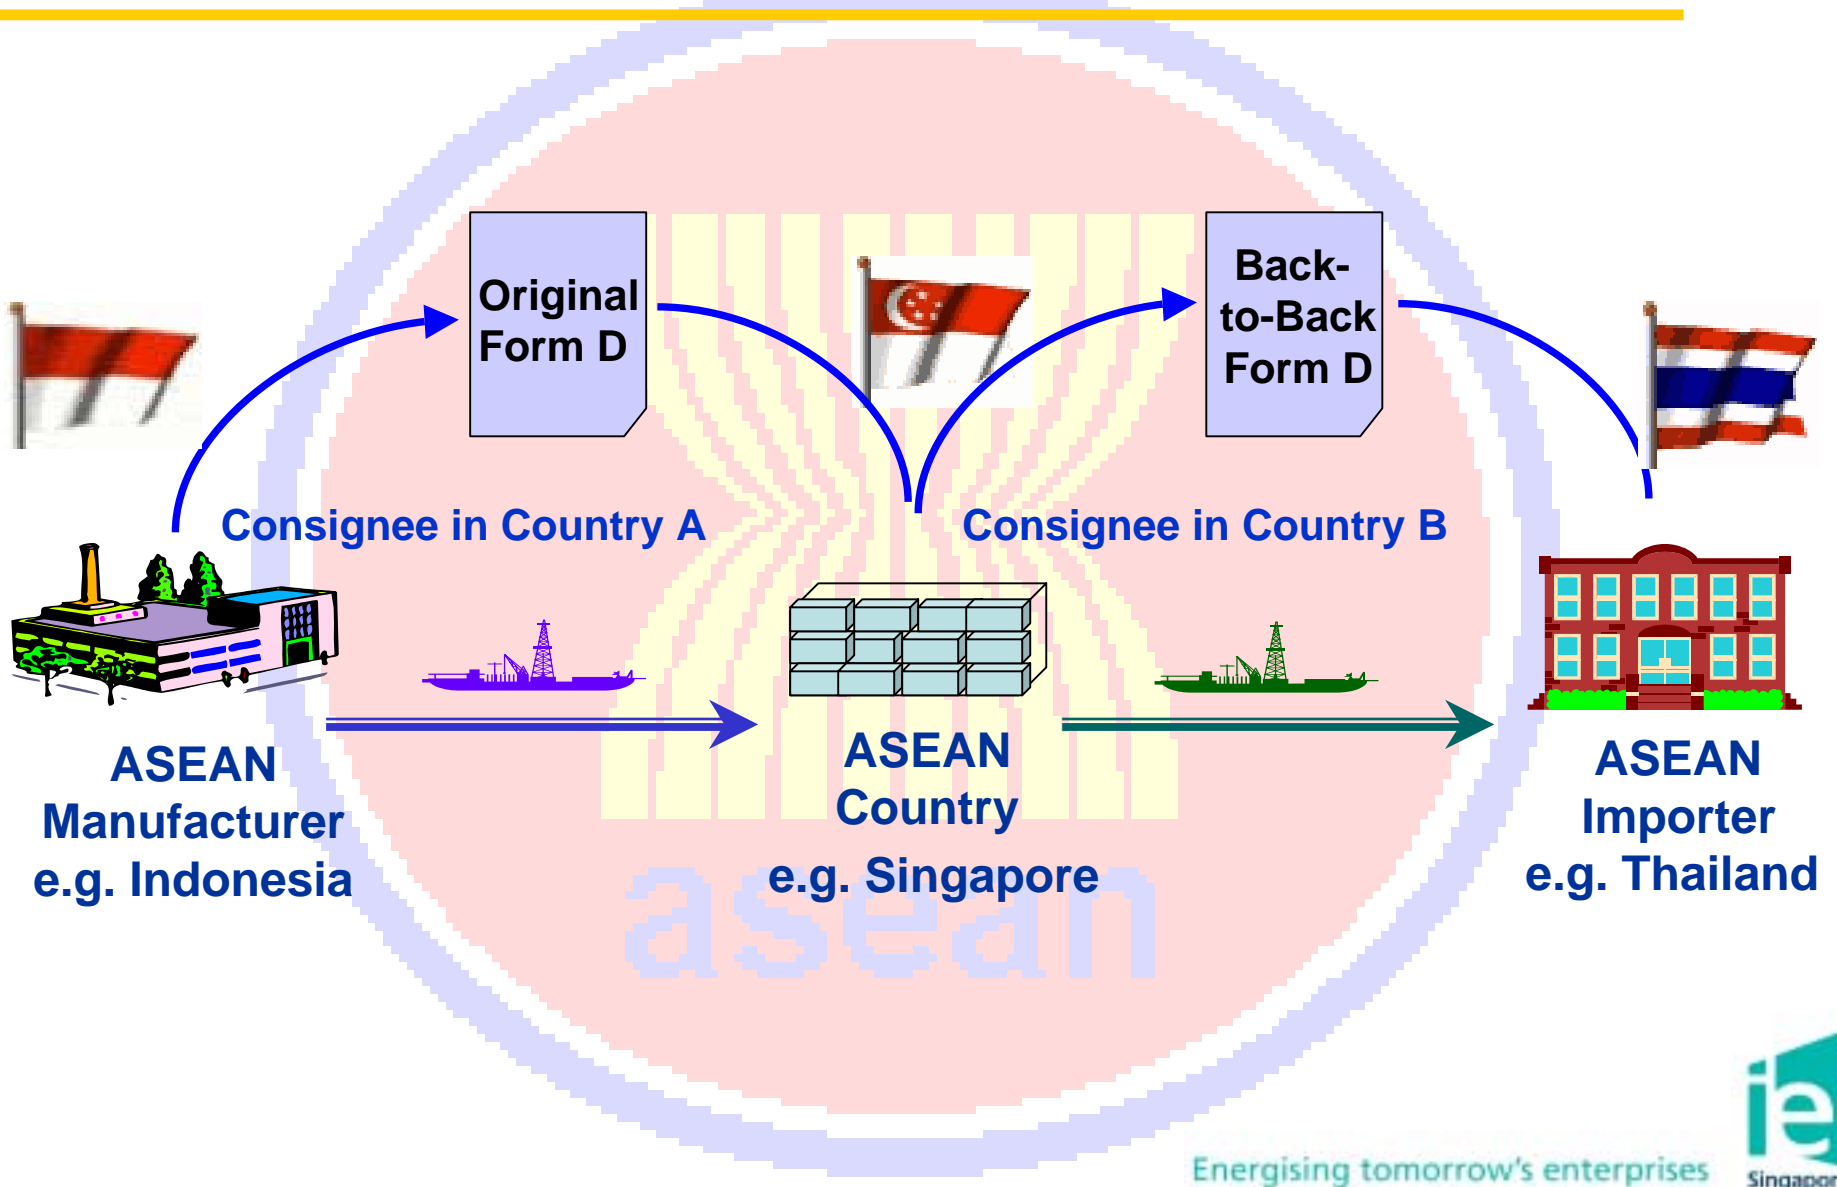 Original
Form D
Back-
to-Back
Form D
Consignee in Country A
Consignee in Country B
ASEAN
Manufacturer
e.g. Indonesia
ASEAN
Country
e.g. Singapore
ASEAN
Importer
e.g. Thailand
asean
ie
Energising tomorrow's enterprises
Singapor